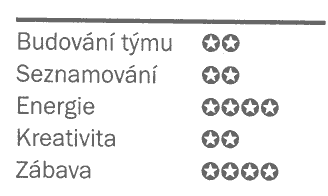 Budování týmu ✪✪
Seznamování ✪✪
Energie ✪✪✪✪
Kreativita ✪✪
Zábava ✪✪✪✪